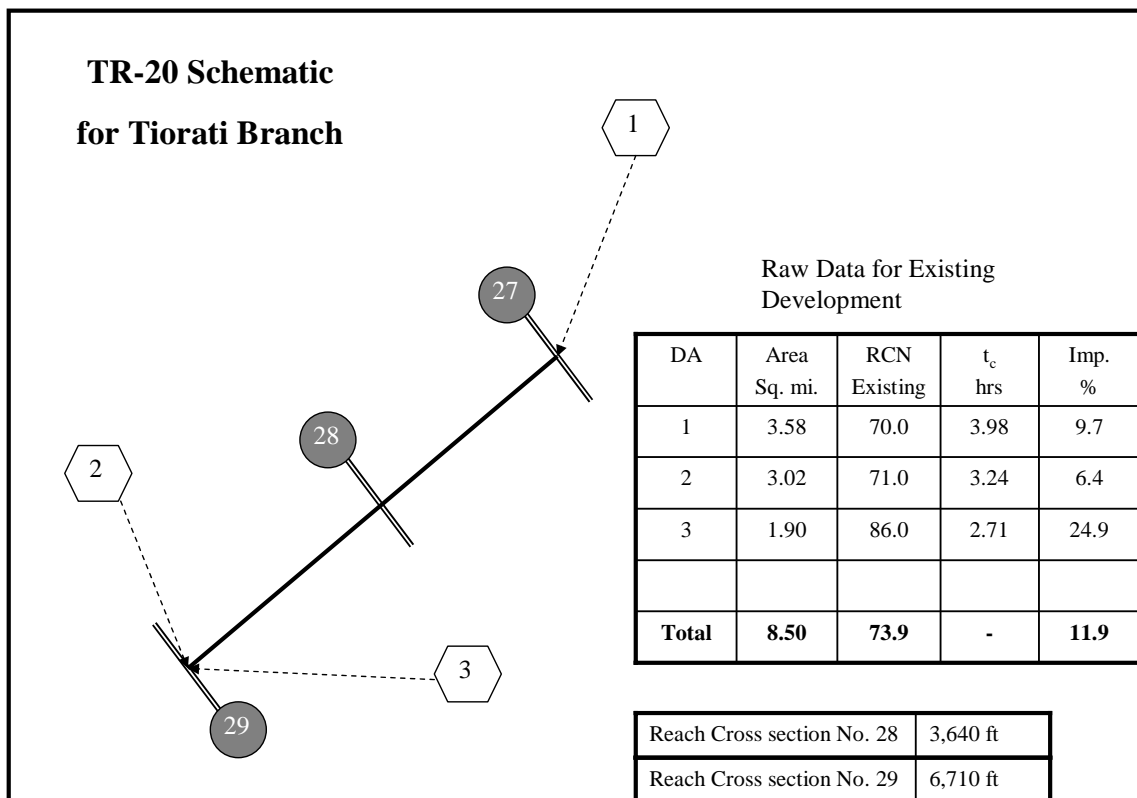 TR-20 Schematic
for Tiorati Branch
1
27
28
2
3
29
Raw Data for Existing
Development
DA Area Sq. mi. RCN Existing tc hrs Imp. %
1 3.58 70.0 3.98 9.7
2 3.02 71.0 3.24 6.4
3 1.90 86.0 2.71 24.9
Total 8.50 73.9 - 11.9
Reach Cross section No. 28 3,640 ft
Reach Cross section No. 29 6,710 ft